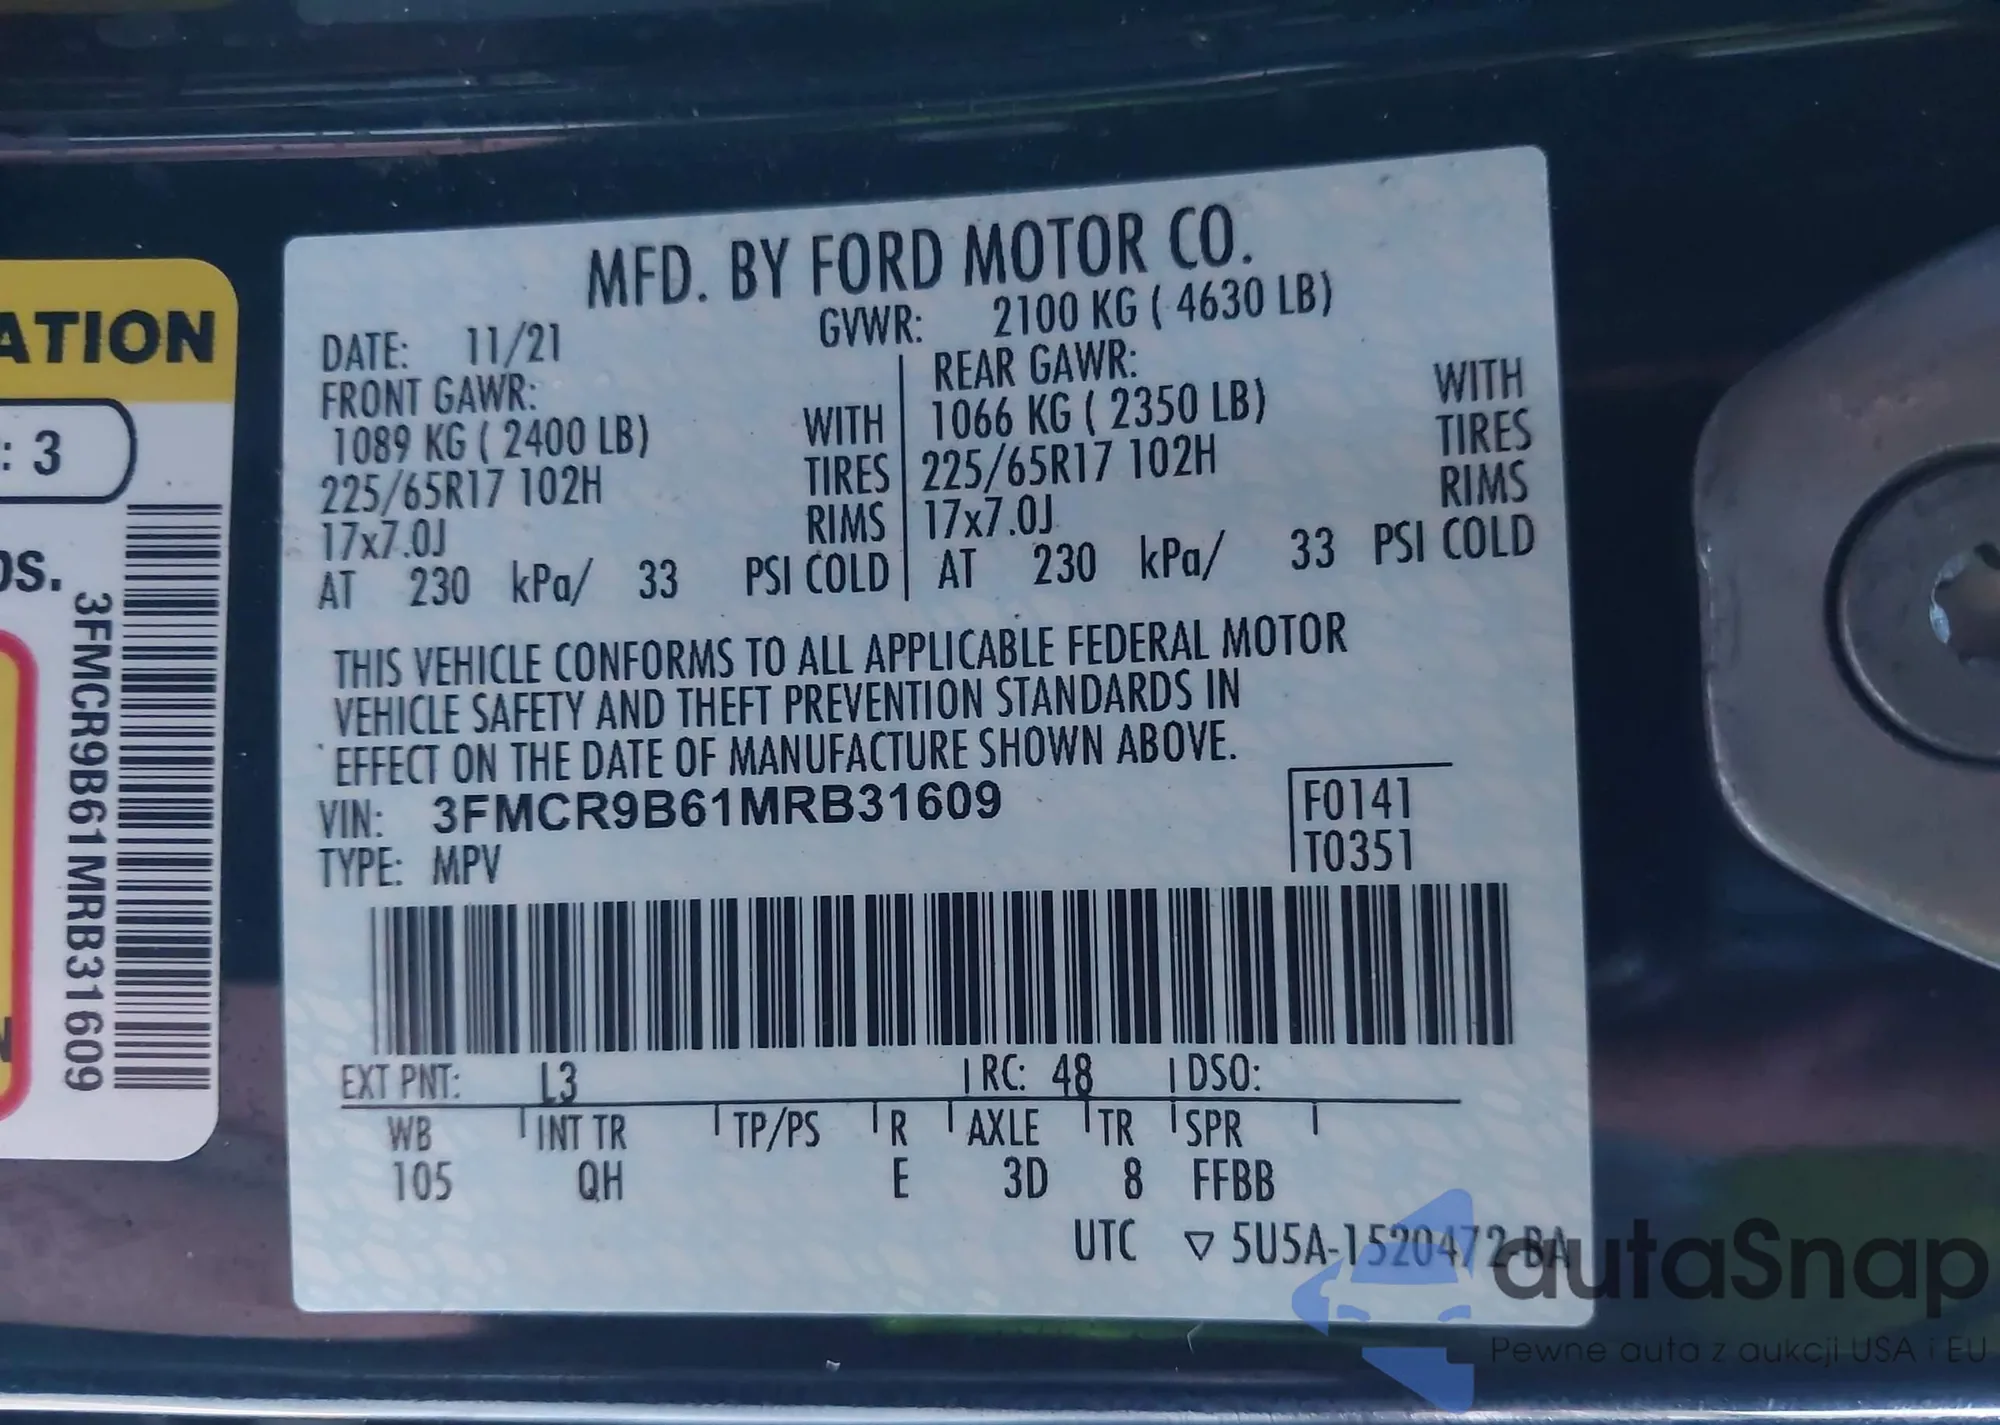 ATION
: 3
os.
3FMCR9B61MRB31609
MFD. BY FORD MOTOR CO.
DATE: 11/21
GVWR: 2100 KG ( 4630 LB)
FRONT GAWR:
1089 KG ( 2400 LB) WITH
225/65R17 102H TIRES
17x7.0J RIMS
AT 230 kPa/ 33 PSI COLD
REAR GAWR:
1066 KG ( 2350 LB) WITH
225/65R17 102H TIRES
17x7.0J RIMS
AT 230 kPa/ 33 PSI COLD
THIS VEHICLE CONFORMS TO ALL APPLICABLE FEDERAL MOTOR
VEHICLE SAFETY AND THEFT PREVENTION STANDARDS IN
EFFECT ON THE DATE OF MANUFACTURE SHOWN ABOVE.
VIN: 3FMCR9B61MRB31609
TYPE: MPV
F0141
T0351
EXT PNT: L3 RC: 48 DSO:
WB INT TR TP/PS R AXLE TR SPR
105 QH E 3D 8 FFBB
UTC ▽ 5U5A-1520472-BA
autaSnap
Pewne auta z aukcji USA i EU